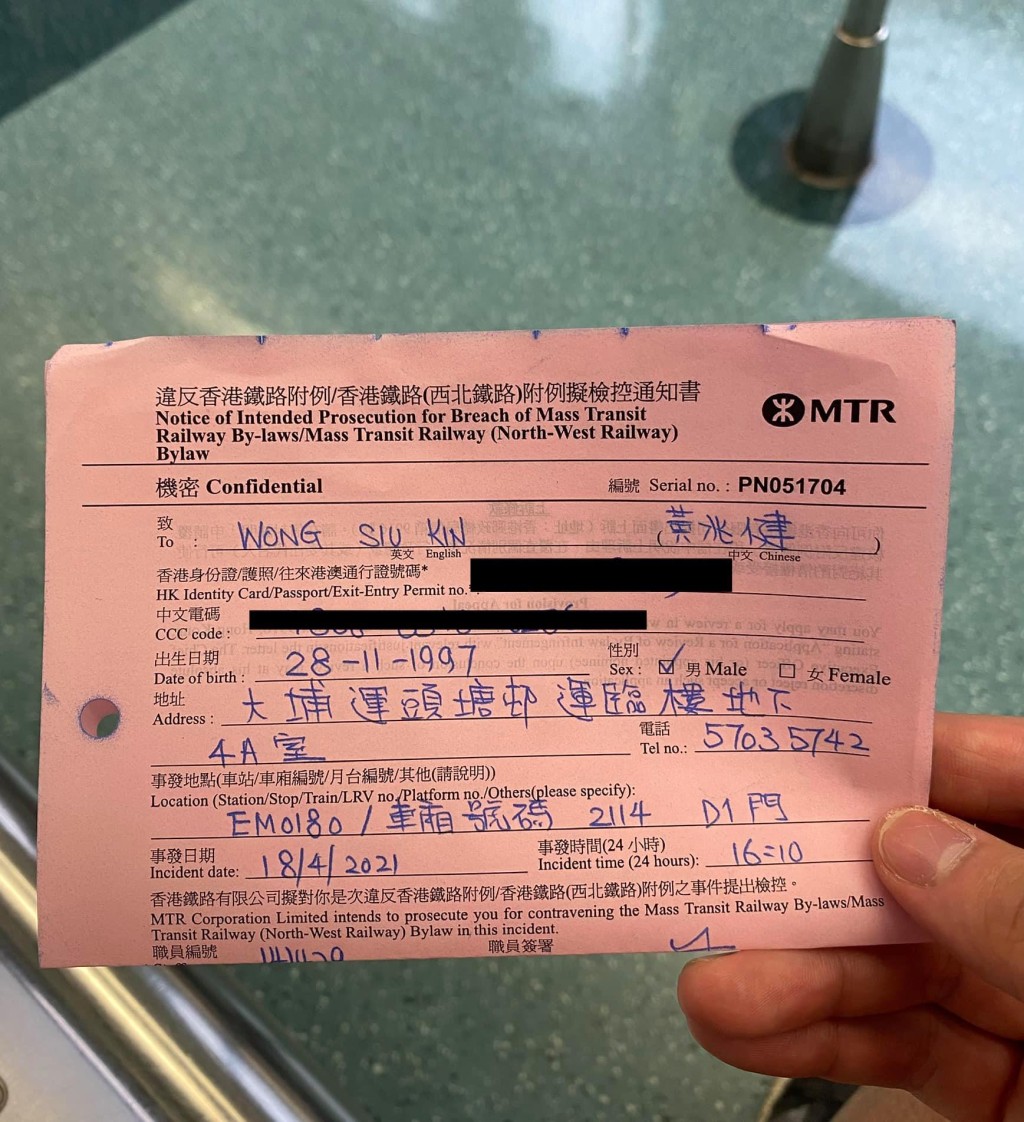 違反香港鐵路附例/香港鐵路(西北鐵路)附例擬檢控通知書
Notice of Intended Prosecution for Breach of Mass Transit
Railway By-laws/Mass Transit Railway (North-West Railway)
Bylaw
MTR
機密 Confidential 編號 Serial no. : PN051704
致
To : WONG SIU KIN (黃兆健)
英文 English 中文 Chinese
香港身份證/護照/往來港澳通行證號碼*
HK Identity Card/Passport/Exit-Entry Permit no.*
中文電碼
CCC code :
出生日期 性別
Date of birth : 28-11-1997 Sex : ☑ 男 Male ☐ 女 Female
地址
Address : 大埔運頭塘邨運臨樓地下
4A室 電話 Tel no.: 5703 5742
事發地點(車站/車廂編號/月台編號/其他(請說明))
Location (Station/Stop/Train/LRV no./Platform no./Others(please specify):
EM0180 / 車廂號碼 2114 D1門
事發日期 事發時間(24 小時)
Incident date: 18/4/2021 Incident time (24 hours): 16:10
香港鐵路有限公司擬對你是次違反香港鐵路附例/香港鐵路(西北鐵路)附例之事件提出檢控。
MTR Corporation Limited intends to prosecute you for contravening the Mass Transit Railway By-laws/Mass
Transit Railway (North-West Railway) Bylaw in this incident.
職員編號 職員簽署